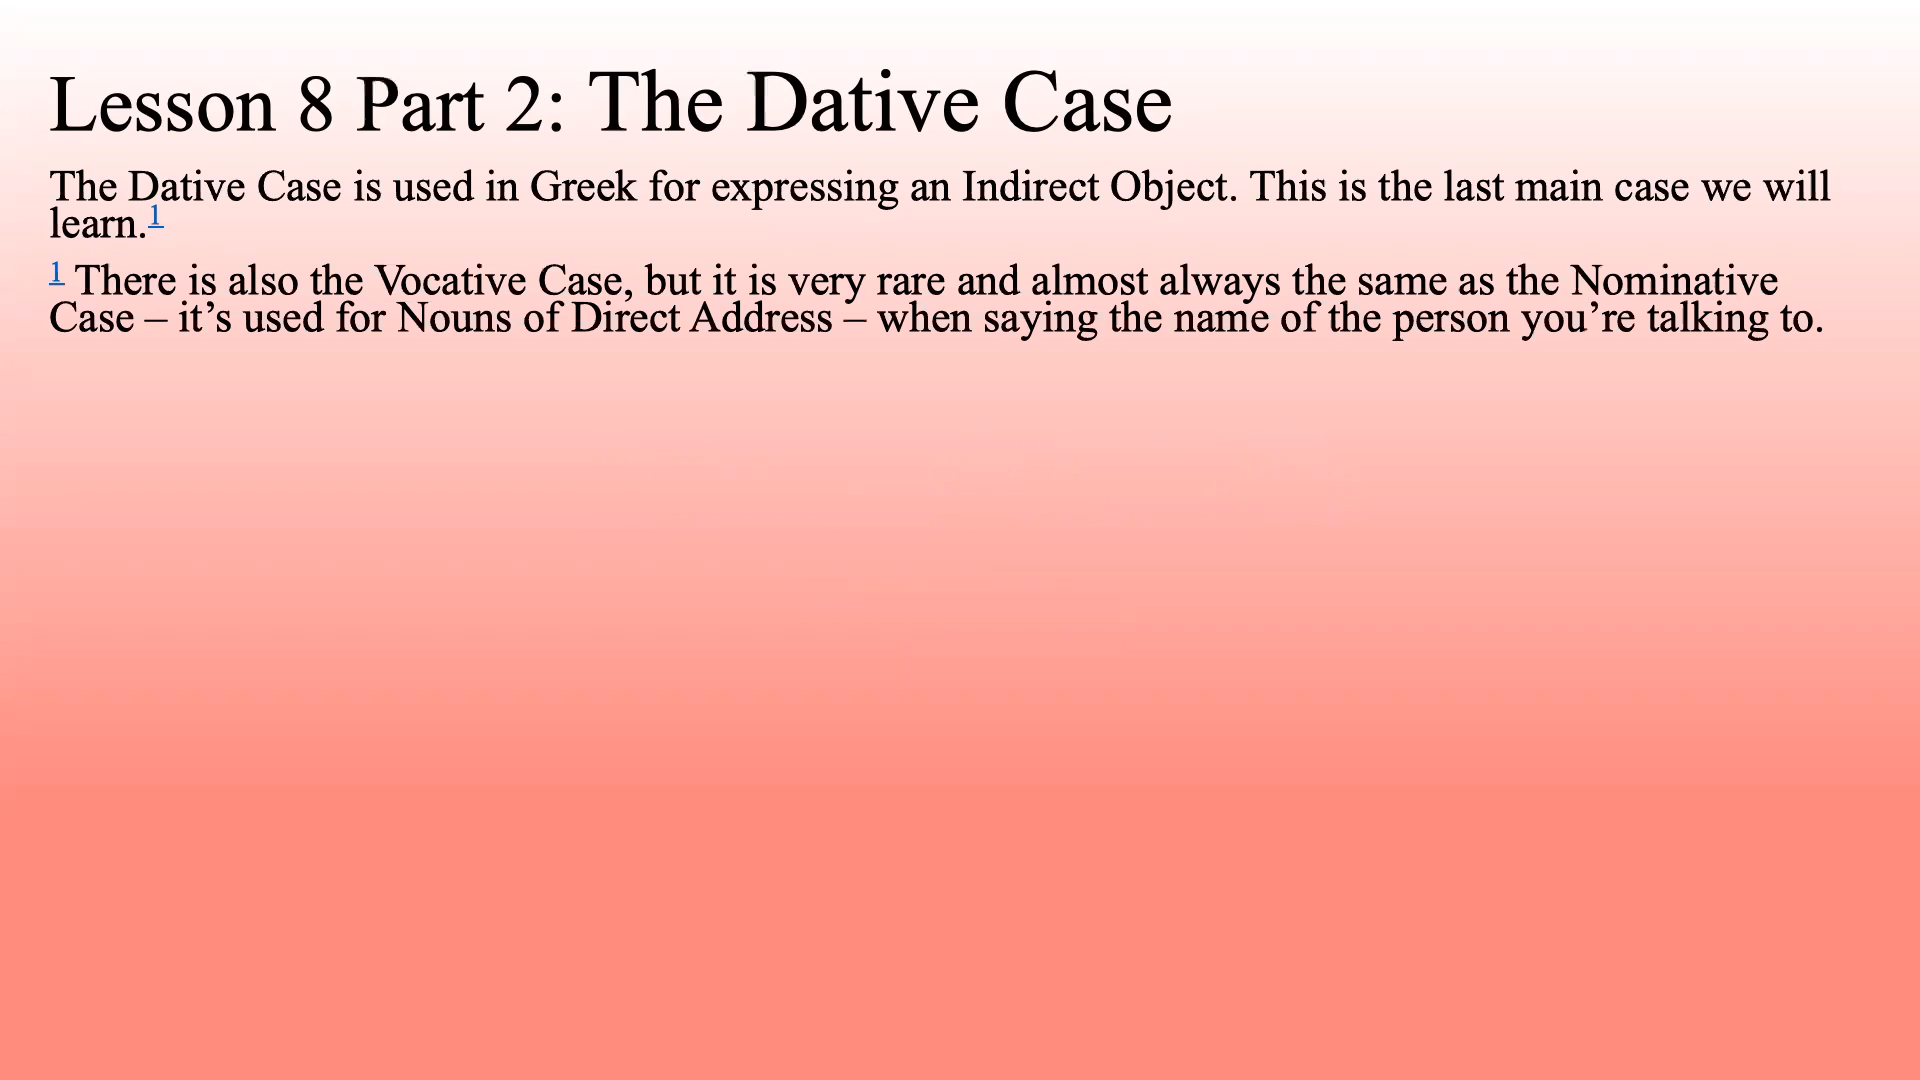 Lesson 8 Part 2: The Dative Case
The Dative Case is used in Greek for expressing an Indirect Object. This is the last main case we will
learn.1
1 There is also the Vocative Case, but it is very rare and almost always the same as the Nominative
Case – it’s used for Nouns of Direct Address – when saying the name of the person you’re talking to.